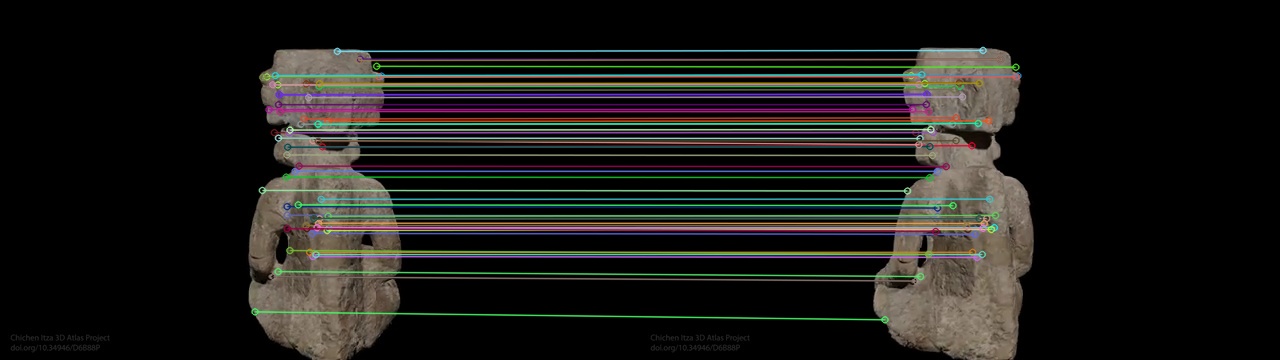 Chichen Itza 3D Atlas Project
doi.org/10.34946/D6B88P
Chichen Itza 3D Atlas Project
doi.org/10.34946/D6B88P